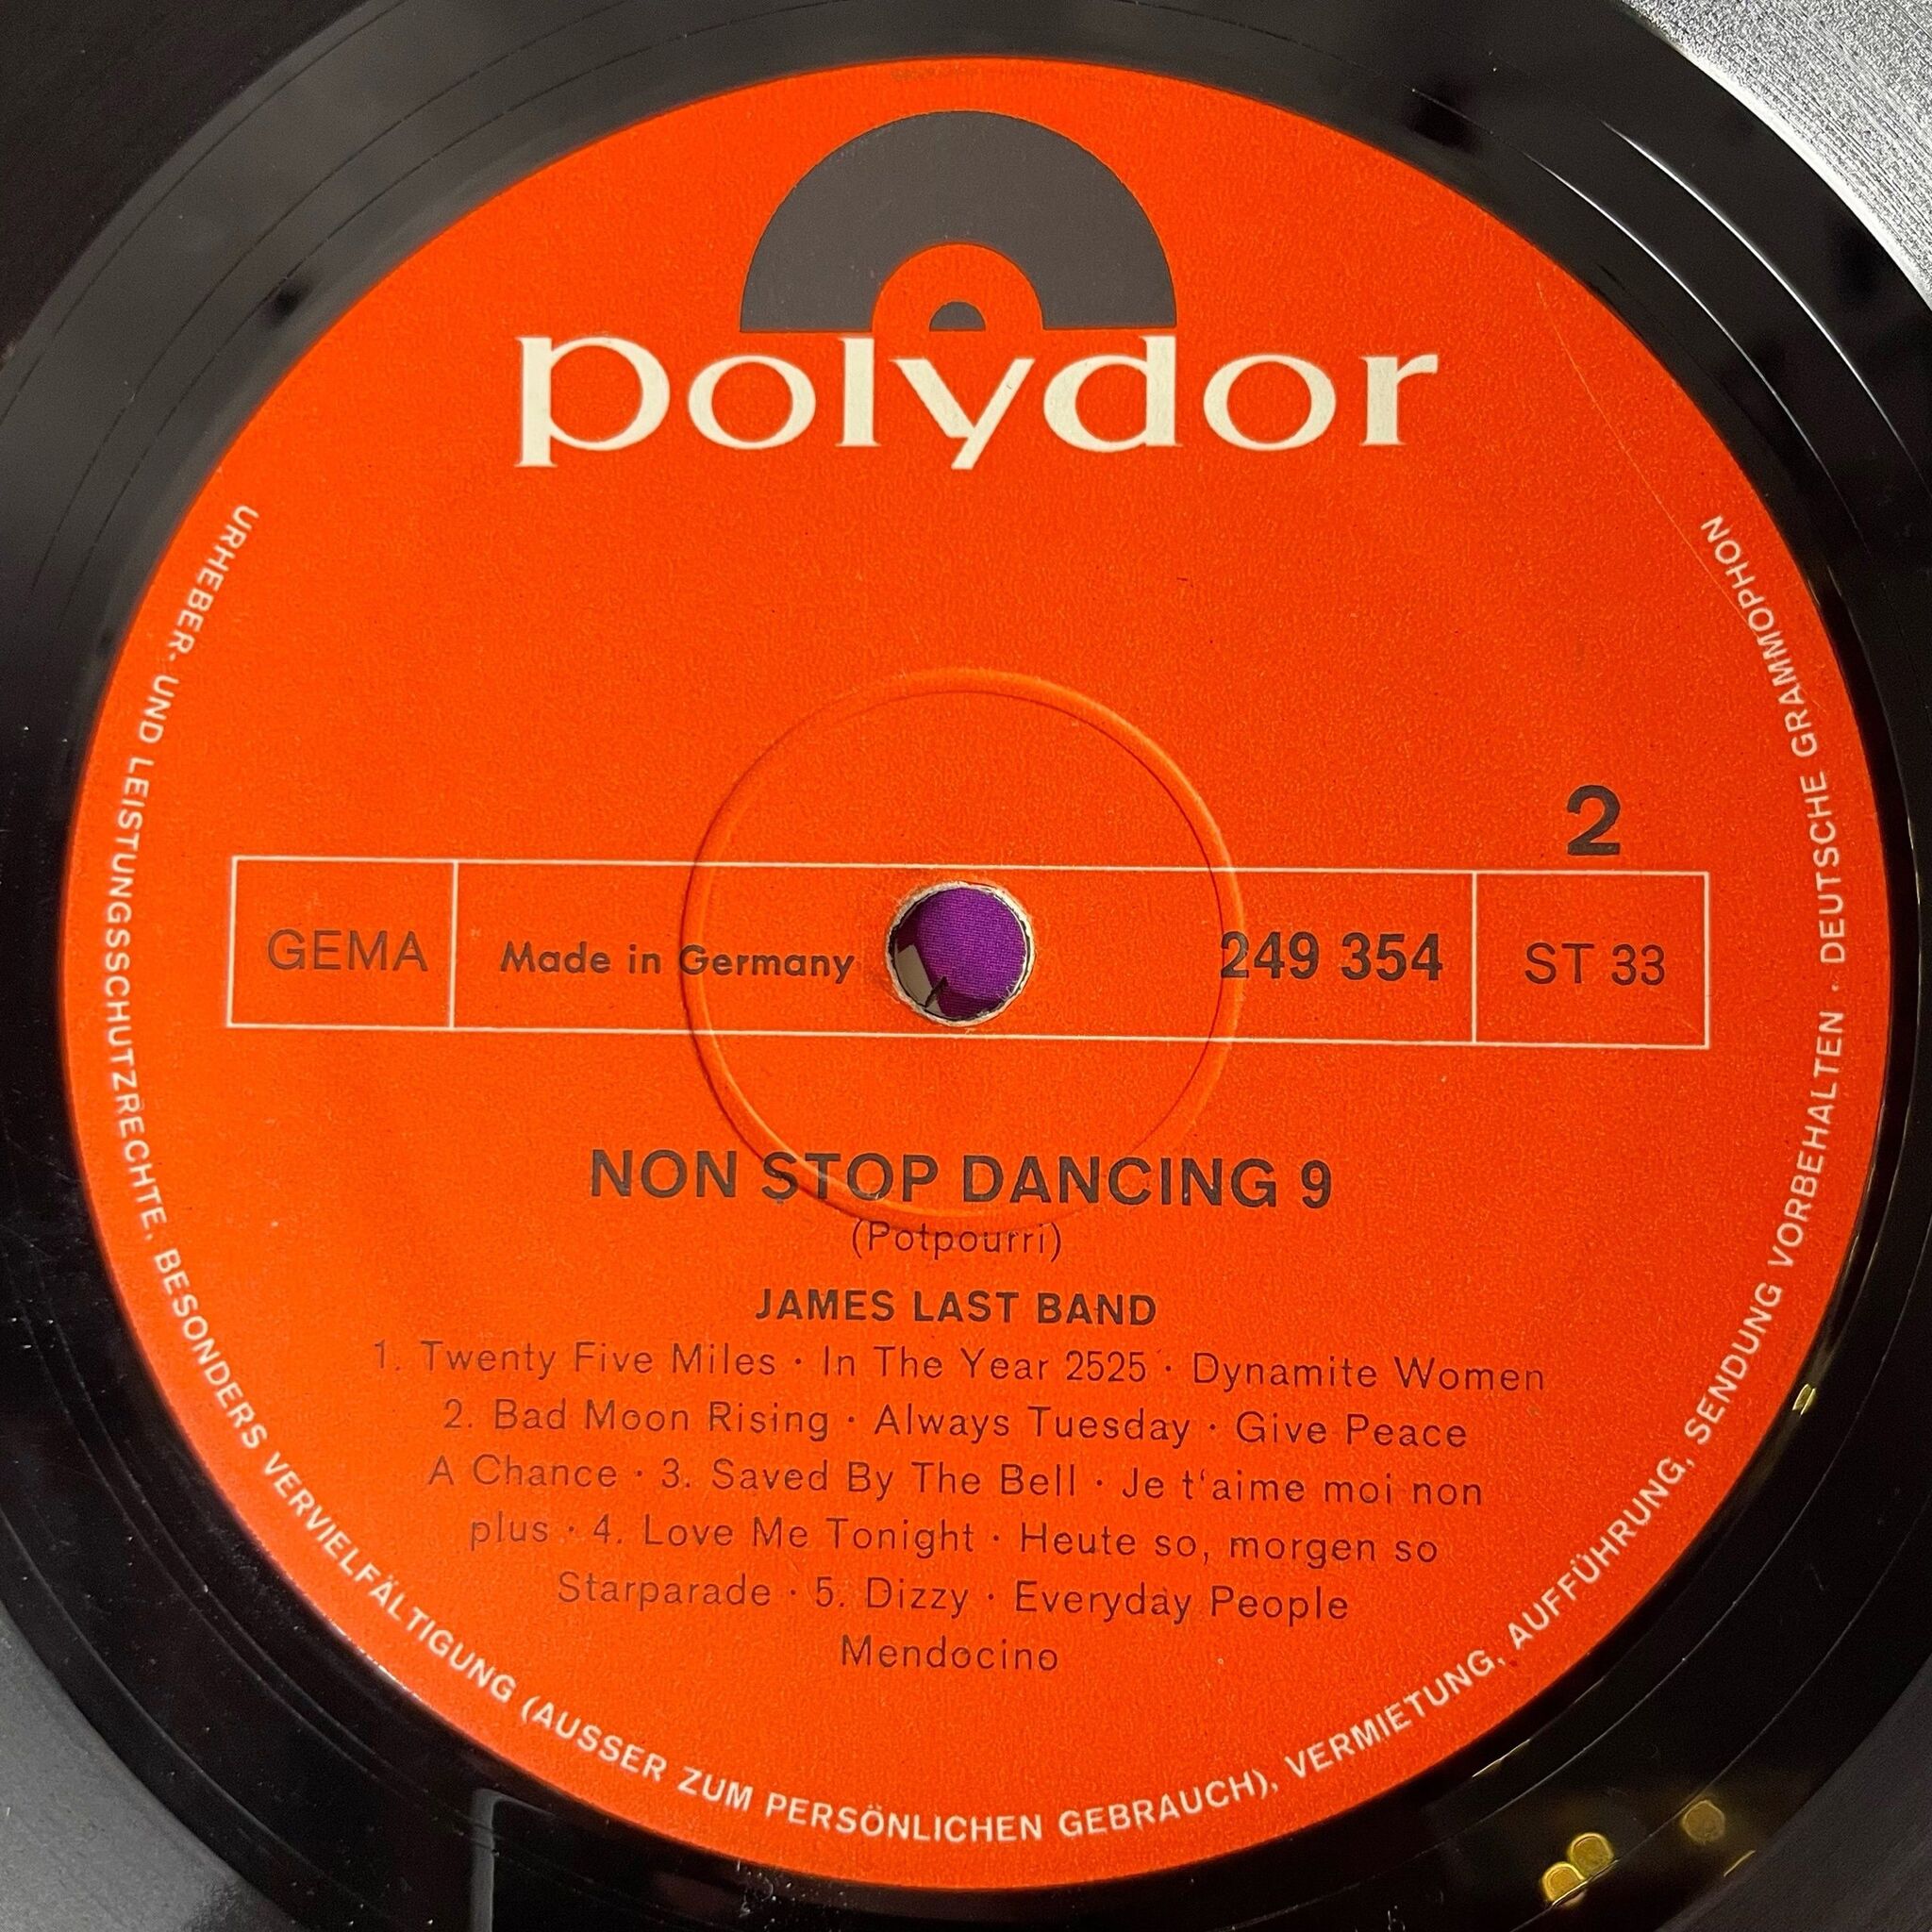 polydor
2
GEMA
Made in Germany
249 354
ST 33
NON STOP DANCING 9
(Potpourri)
JAMES LAST BAND
1. Twenty Five Miles · In The Year 2525 · Dynamite Women
2. Bad Moon Rising · Always Tuesday · Give Peace
A Chance · 3. Saved By The Bell · Je t'aime moi non
plus · 4. Love Me Tonight · Heute so, morgen so
Starparade · 5. Dizzy · Everyday People
Mendocino
URHEBER- UND LEISTUNGSSCHUTZRECHTE, BESONDERS VERVIELFÄLTIGUNG (AUSSER ZUM PERSÖNLICHEN GEBRAUCH), VERMIETUNG, AUFFÜHRUNG, SENDUNG VORBEHALTEN · DEUTSCHE GRAMMOPHON